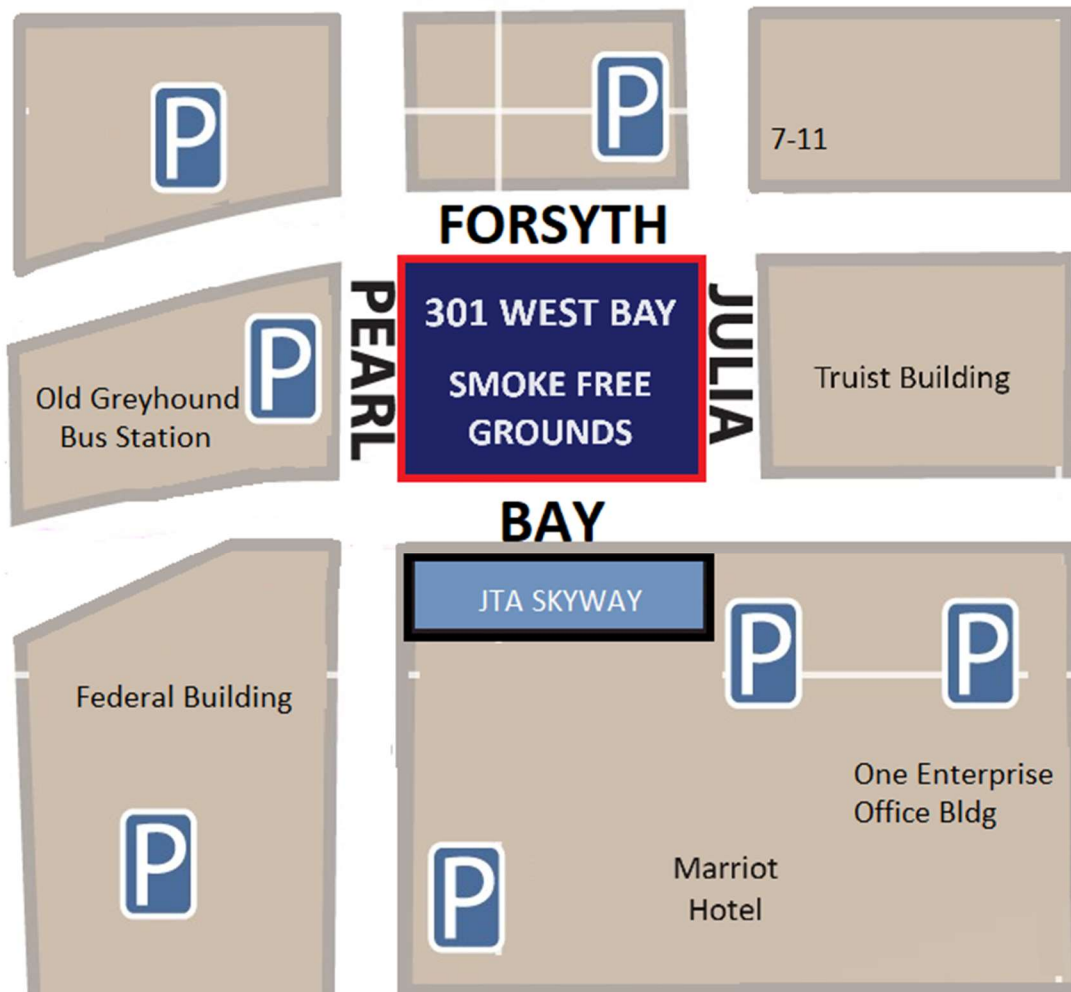 P
P
7-11
FORSYTH
PEARL
301 WEST BAY
SMOKE FREE
GROUNDS
JULIA
P
Old Greyhound
Bus Station
Truist Building
BAY
JTA SKYWAY
P
P
Federal Building
One Enterprise
Office Bldg
P
P
Marriot
Hotel